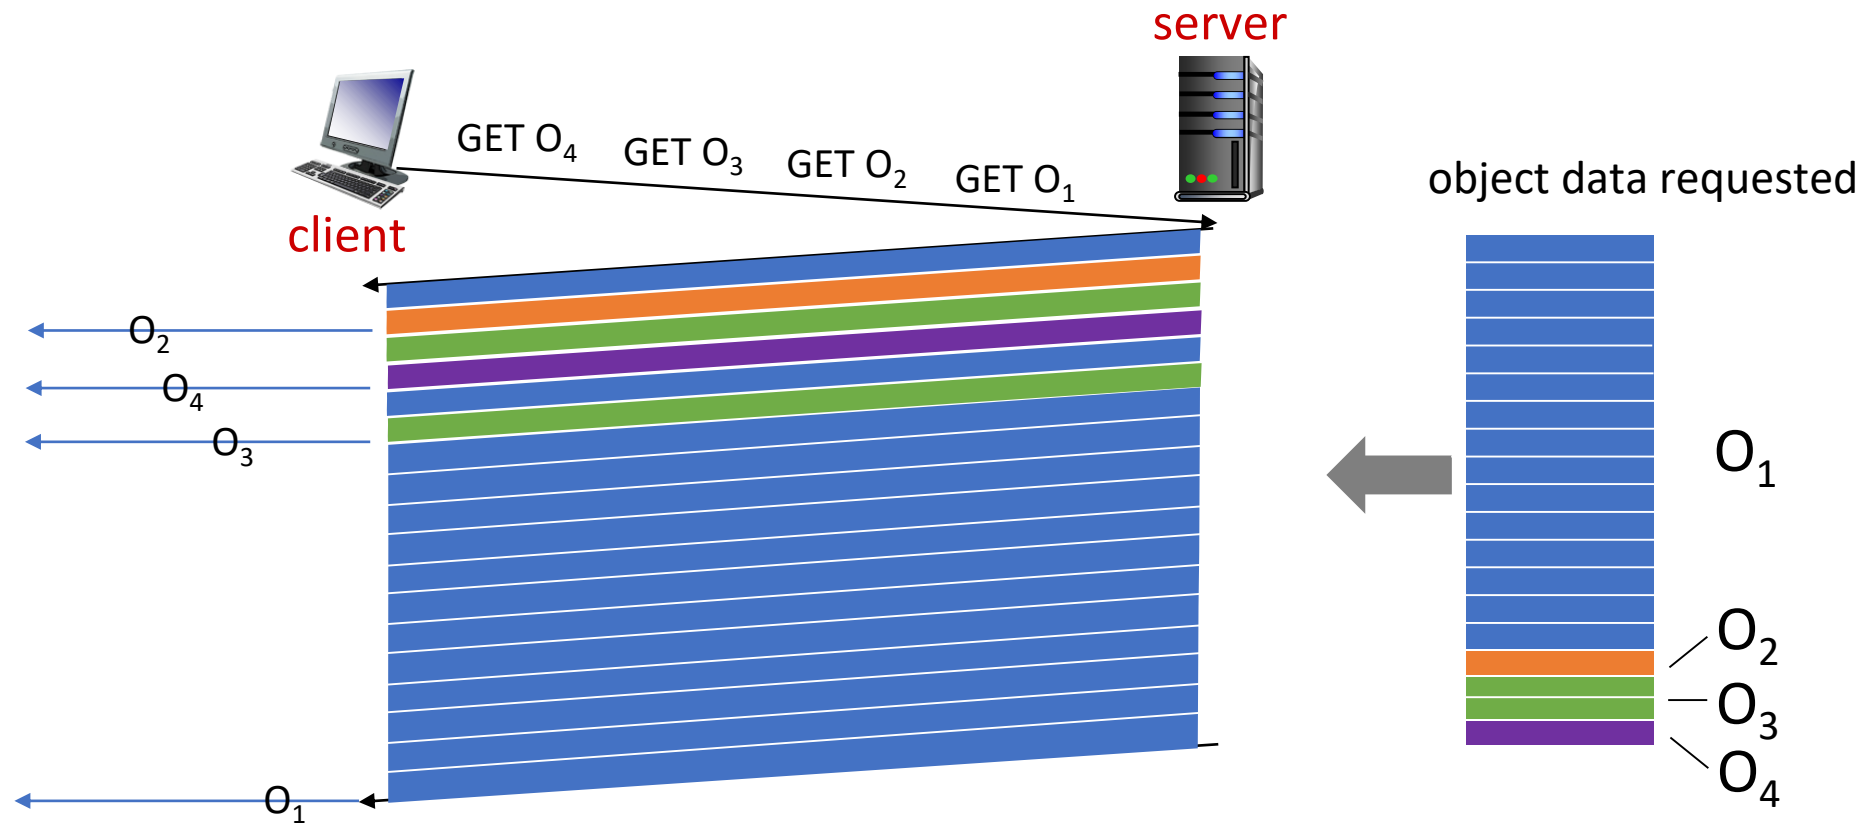 server
GET O₄
GET O₃
GET O₂
GET O₁
object data requested
client
O₂
O₄
O₃
O₁
O₁
O₂
O₃
O₄